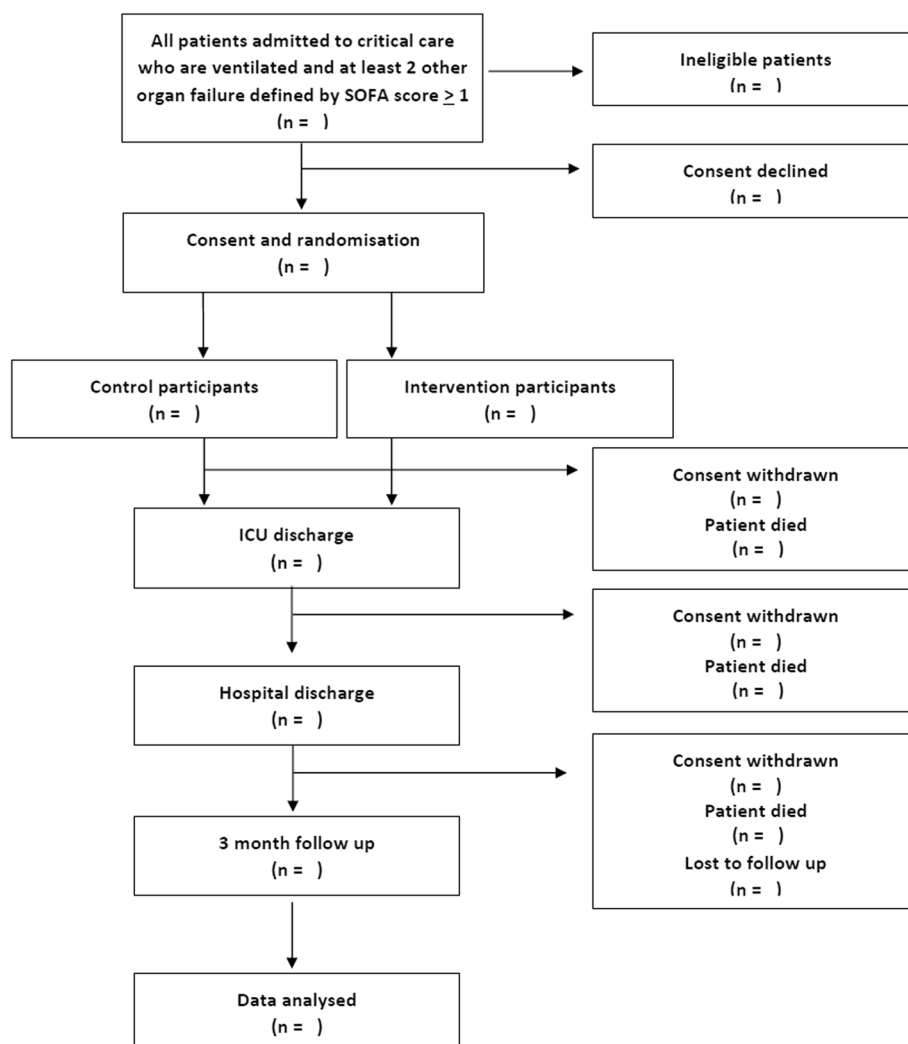 All patients admitted to critical care
who are ventilated and at least 2 other
organ failure defined by SOFA score ≥ 1
(n = _)
Ineligible patients
(n = _)
Consent declined
(n = _)
Consent and randomisation
(n = _)
Control participants
(n = _)
Intervention participants
(n = _)
Consent withdrawn
(n = _)
Patient died
(n = _)
ICU discharge
(n = _)
Consent withdrawn
(n = _)
Patient died
(n = _)
Hospital discharge
(n = _)
Consent withdrawn
(n = _)
Patient died
(n = _)
Lost to follow up
(n = _)
3 month follow up
(n = _)
Data analysed
(n = _)